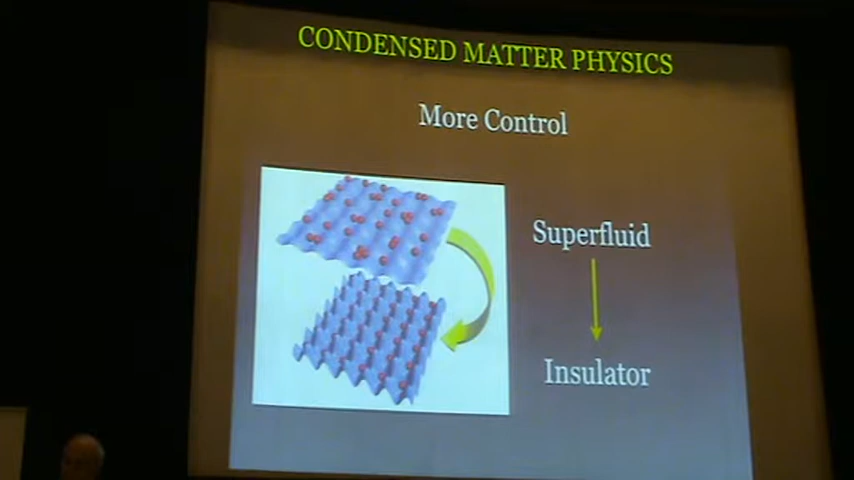 CONDENSED MATTER PHYSICS
More Control
Superfluid
Insulator